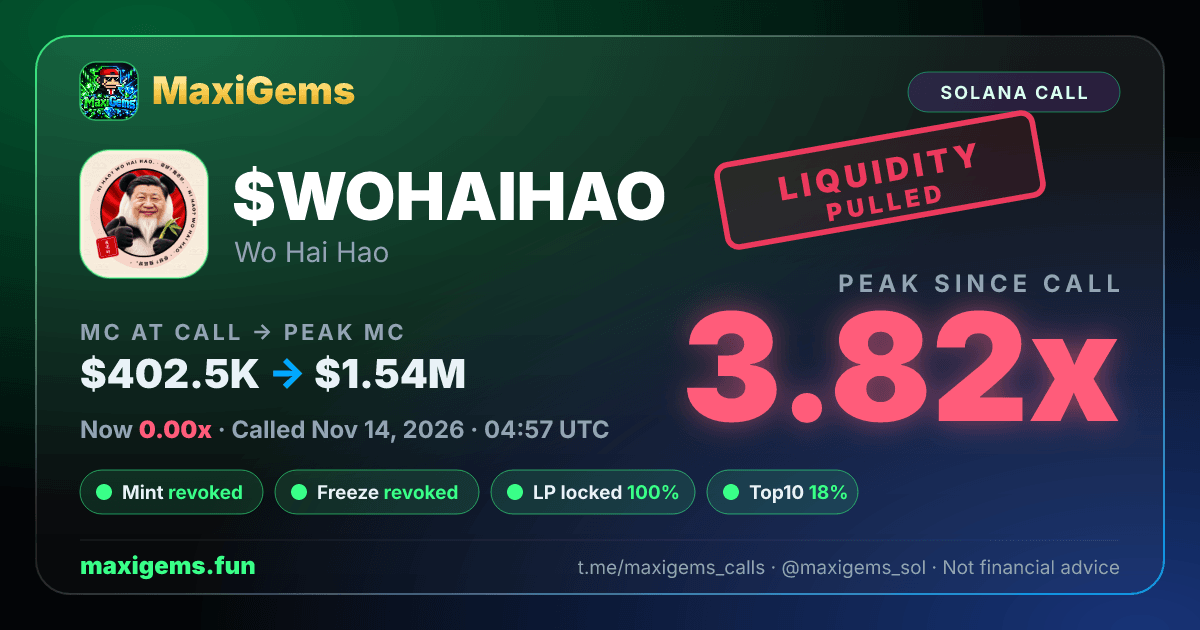 MaxiGems
SOLANA CALL
MaxiGems
LIQUIDITY
PULLED
$WOHAIHAO
Wo Hai Hao
PEAK SINCE CALL
3.82x
MC AT CALL → PEAK MC
$402.5K → $1.54M
Now 0.00x · Called Nov 14, 2026 · 04:57 UTC
Mint revoked
Freeze revoked
LP locked 100%
Top10 18%
maxigems.fun
t.me/maxigems_calls · @maxigems_sol · Not financial advice